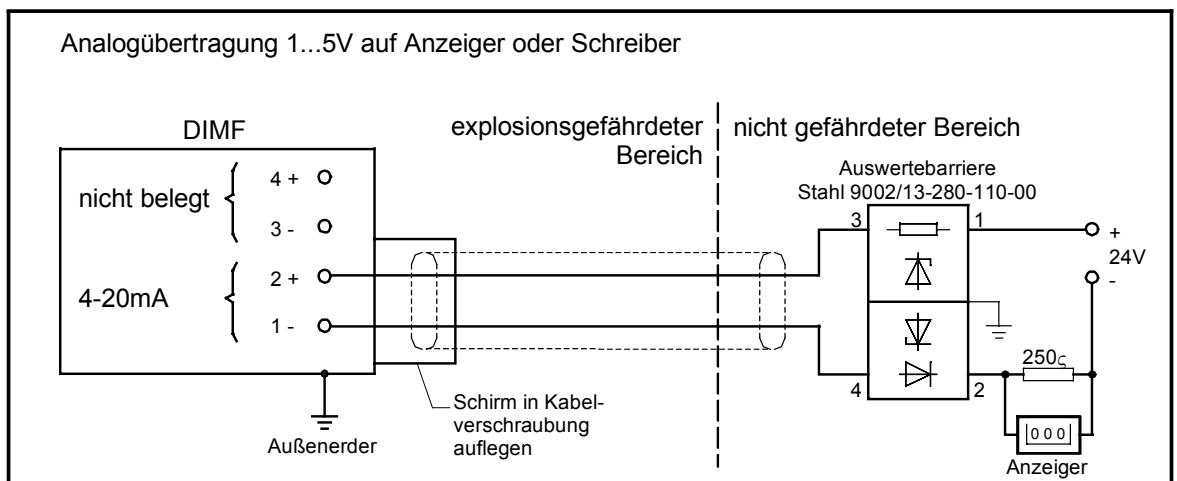 Analogübertragung 1...5V auf Anzeiger oder Schreiber
DIMF
explosionsgefährdeter
Bereich
nicht gefährdeter Bereich
Auswertebarriere
Stahl 9002/13-280-110-00
nicht belegt
4 +
3 -
4-20mA
2 +
1 -
3
1
4
2
+
24V
-
250ς
000
Anzeiger
Schirm in Kabel-
verschraubung
auflegen
Außenerder